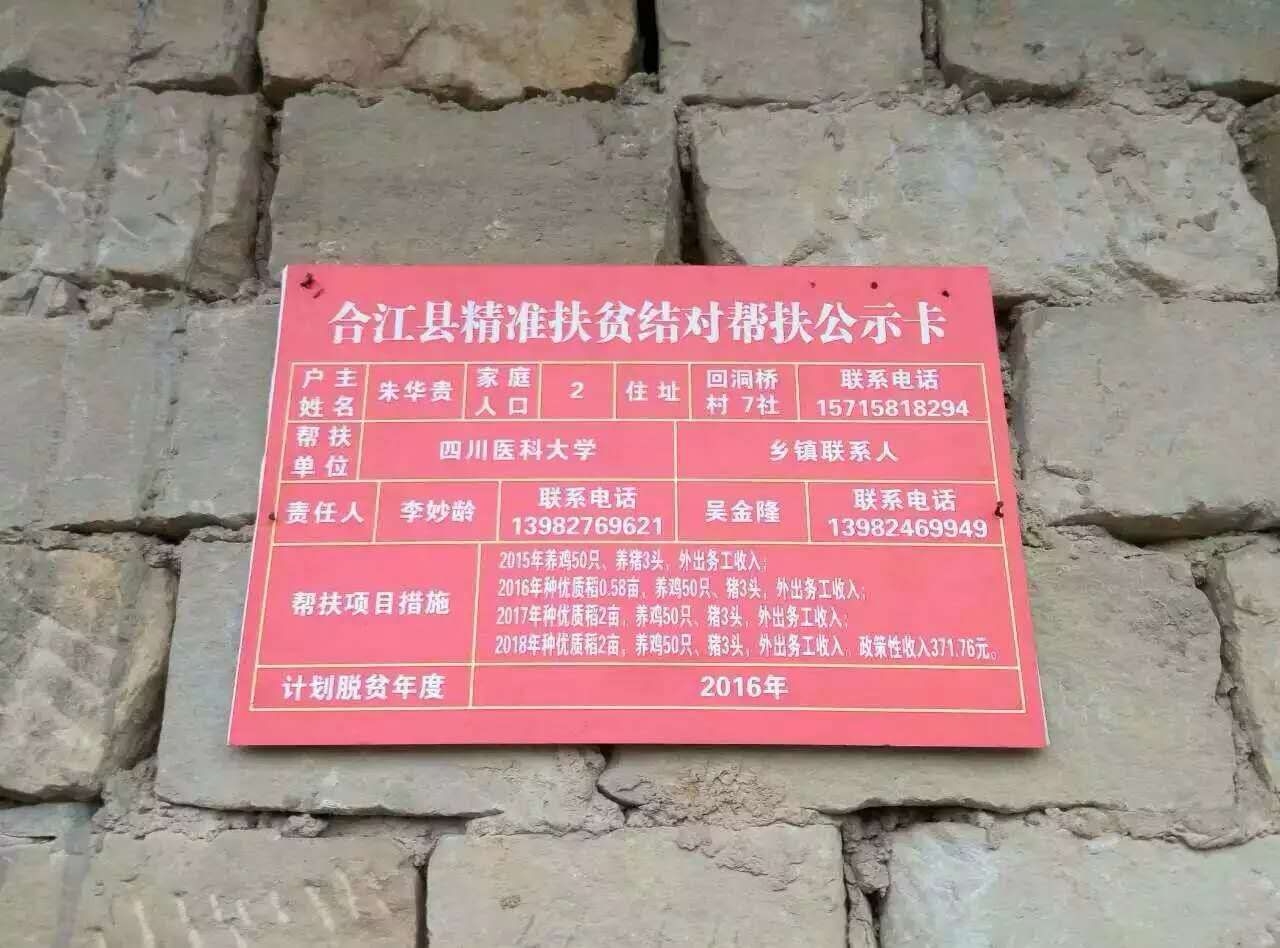 合江县精准扶贫结对帮扶公示卡
户主姓名 朱华贵 家庭人口 2 住址 回洞桥村 7社 联系电话 15715818294
帮扶单位 四川医科大学 乡镇联系人
责任人 李妙龄 联系电话 13982769621 吴金隆 联系电话 13982469949
帮扶项目措施
2015年养鸡50只、养猪3头，外出务工收入；
2016年种优质稻0.58亩，养鸡50只、猪3头，外出务工收入；
2017年种优质稻2亩，养鸡50只、猪3头，外出务工收入；
2018年种优质稻2亩，养鸡50只、猪3头，外出务工收入。政策性收入371.76元。
计划脱贫年度 2016年